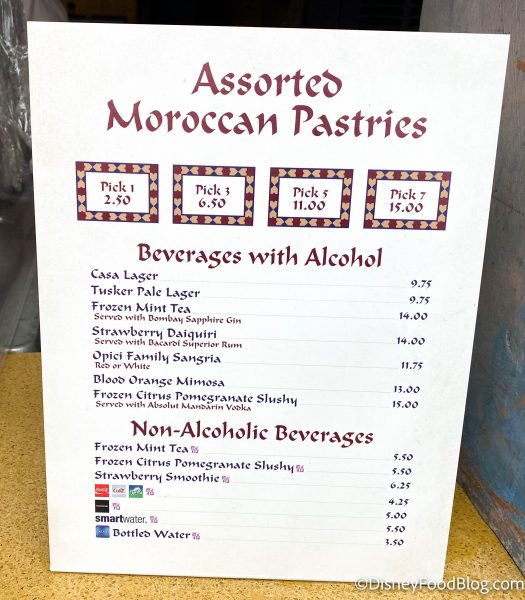 Assorted
Moroccan Pastries
Pick 1
2.50
Pick 3
6.50
Pick 5
11.00
Pick 7
15.00
Beverages with Alcohol
Casa Lager 9.75
Tusker Pale Lager 9.75
Frozen Mint Tea 14.00
Served with Bombay Sapphire Gin
Strawberry Daiquiri 14.00
Served with Bacardi Superior Rum
Opici Family Sangria 11.75
Red or White
Blood Orange Mimosa 13.00
Frozen Citrus Pomegranate Slushy 15.00
Served with Absolut Mandarin Vodka
Non-Alcoholic Beverages
Frozen Mint Tea 5.50
Frozen Citrus Pomegranate Slushy 5.50
Strawberry Smoothie 6.25
4.25
5.00
smartwater. 5.50
Bottled Water 3.50
©DisneyFoodBlog.com